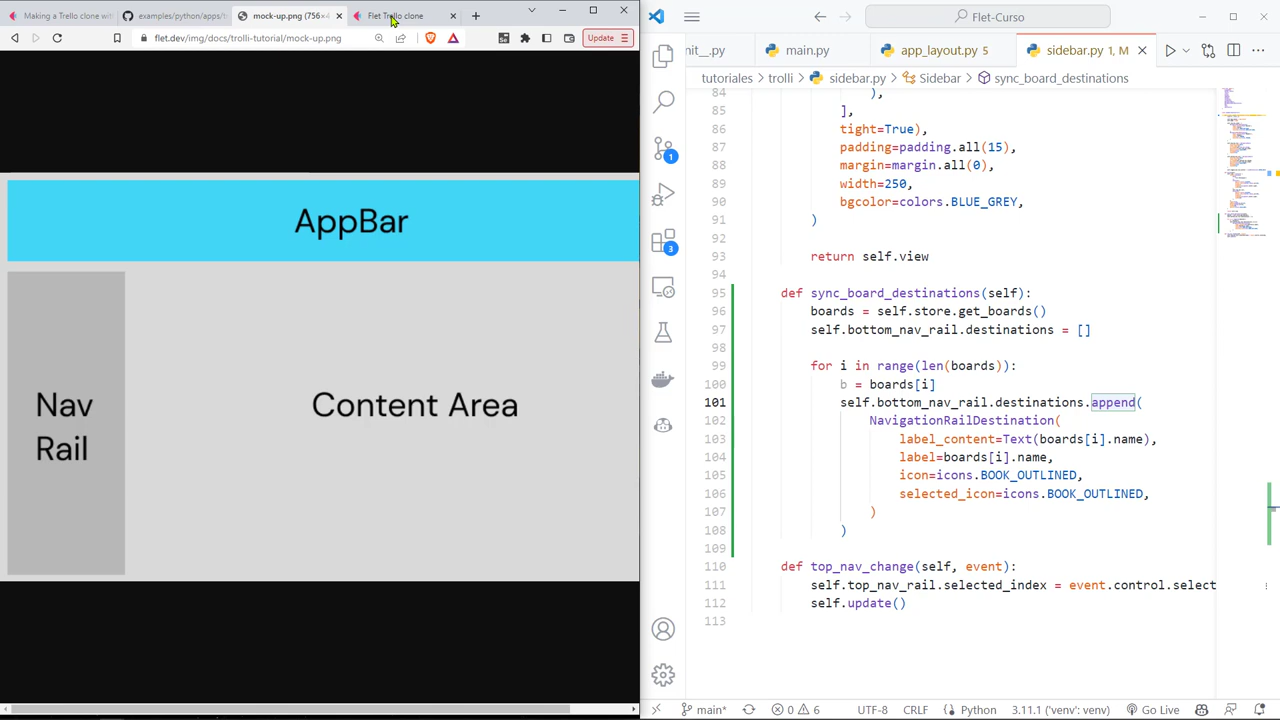 Making a Trello clone with
examples/python/apps/t
mock-up.png (756×4
Flet Trello clone
flet.dev/img/docs/trolli-tutorial/mock-up.png
Update
AppBar
Nav
Rail
Content Area
Flet-Curso
nit__.py
main.py
app_layout.py 5
sidebar.py 1, M
tutoriales
trolli
sidebar.py
Sidebar
sync_board_destinations
84 ),
85 ],
86 tight=True),
87 padding=padding.all(15),
88 margin=margin.all(0),
89 width=250,
90 bgcolor=colors.BLUE_GREY,
91 )
92
93 return self.view
94
95 def sync_board_destinations(self):
96 boards = self.store.get_boards()
97 self.bottom_nav_rail.destinations = []
98
99 for i in range(len(boards)):
100 b = boards[i]
101 self.bottom_nav_rail.destinations.append(
102 NavigationRailDestination(
103 label_content=Text(boards[i].name),
104 label=boards[i].name,
105 icon=icons.BOOK_OUTLINED,
106 selected_icon=icons.BOOK_OUTLINED,
107 )
108 )
109
110 def top_nav_change(self, event):
111 self.top_nav_rail.selected_index = event.control.select
112 self.update()
113
1
3
main*
0
6
UTF-8
CRLF
Python
3.11.1 ('venv': venv)
Go Live